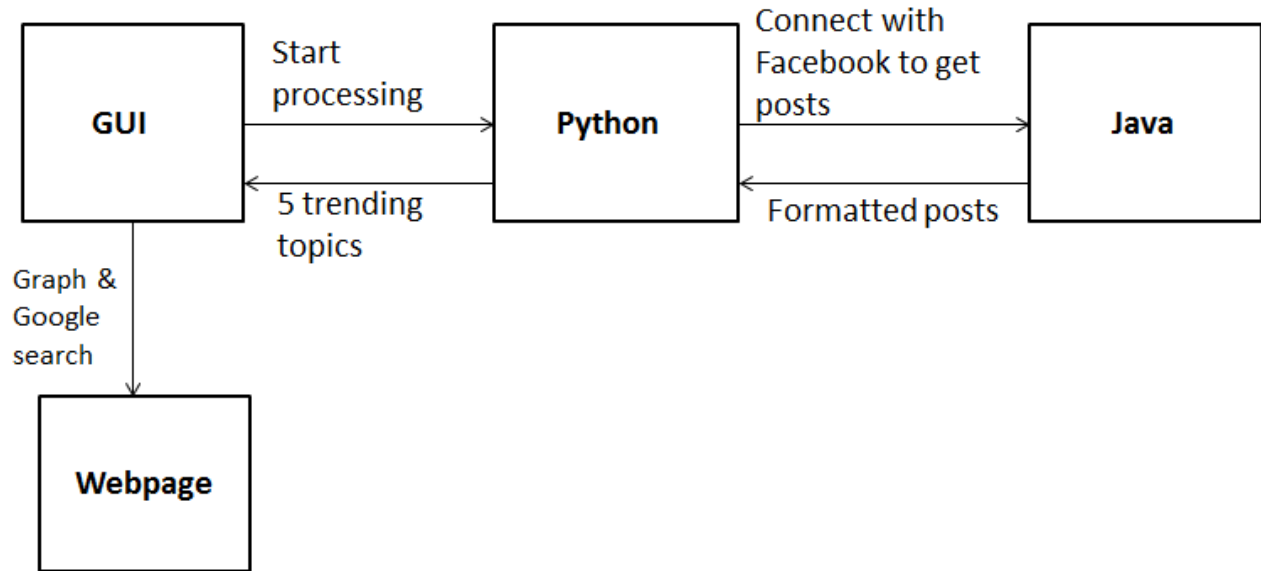 GUI
Start
processing
Python
Connect with
Facebook to get
posts
Java
5 trending
topics
Formatted posts
Graph &
Google
search
Webpage